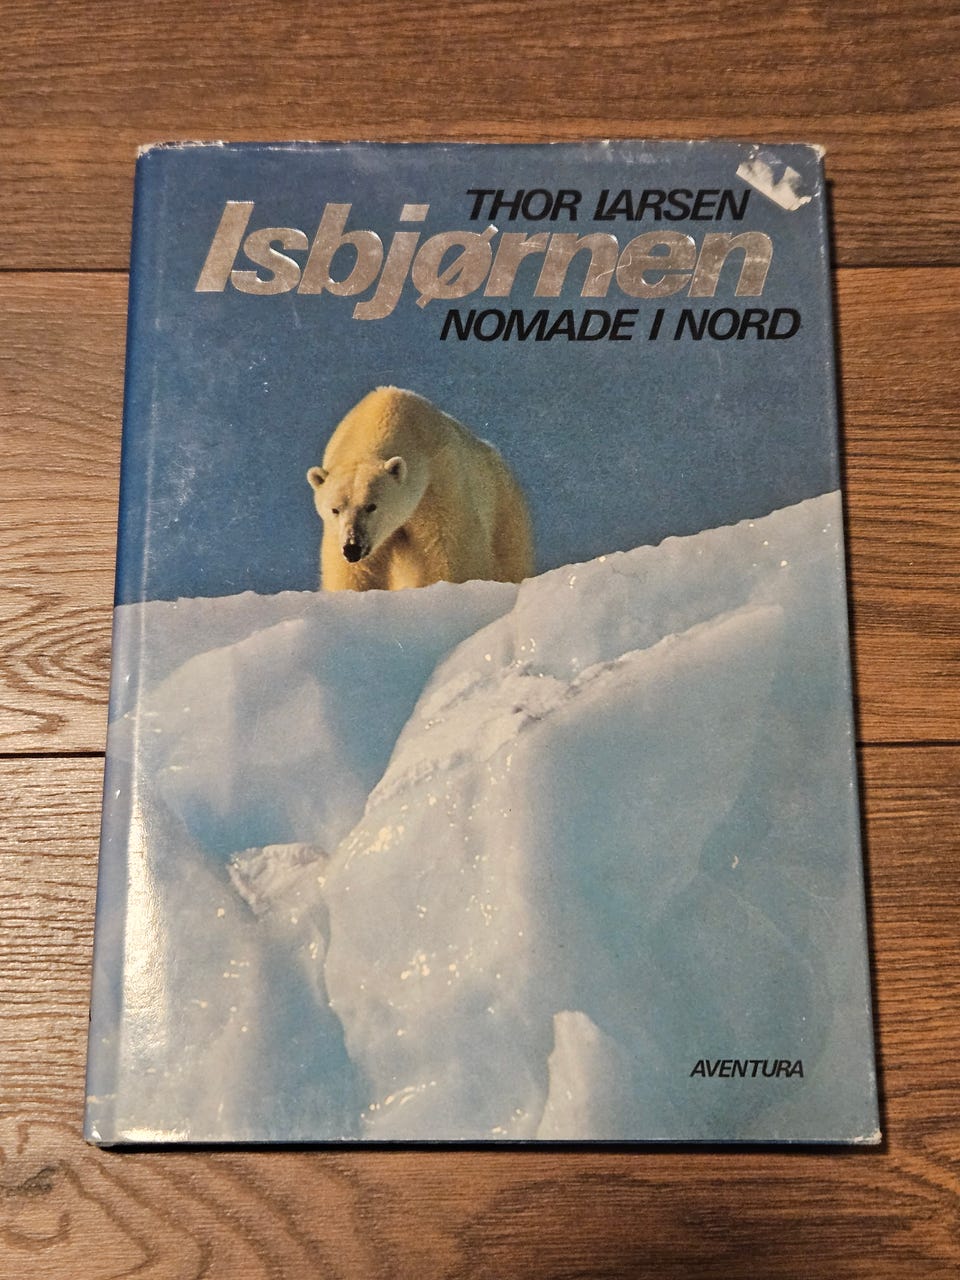 THOR LARSEN
Isbjørnen
NOMADE I NORD
AVENTURA